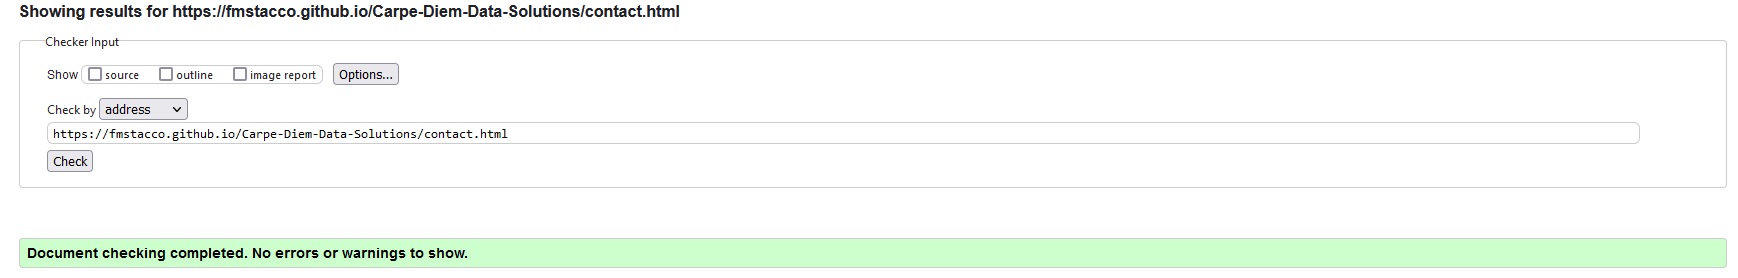 Showing results for https://fmstacco.github.io/Carpe-Diem-Data-Solutions/contact.html
Checker Input
Show source outline image report Options...
Check by address
https://fmstacco.github.io/Carpe-Diem-Data-Solutions/contact.html
Check
Document checking completed. No errors or warnings to show.